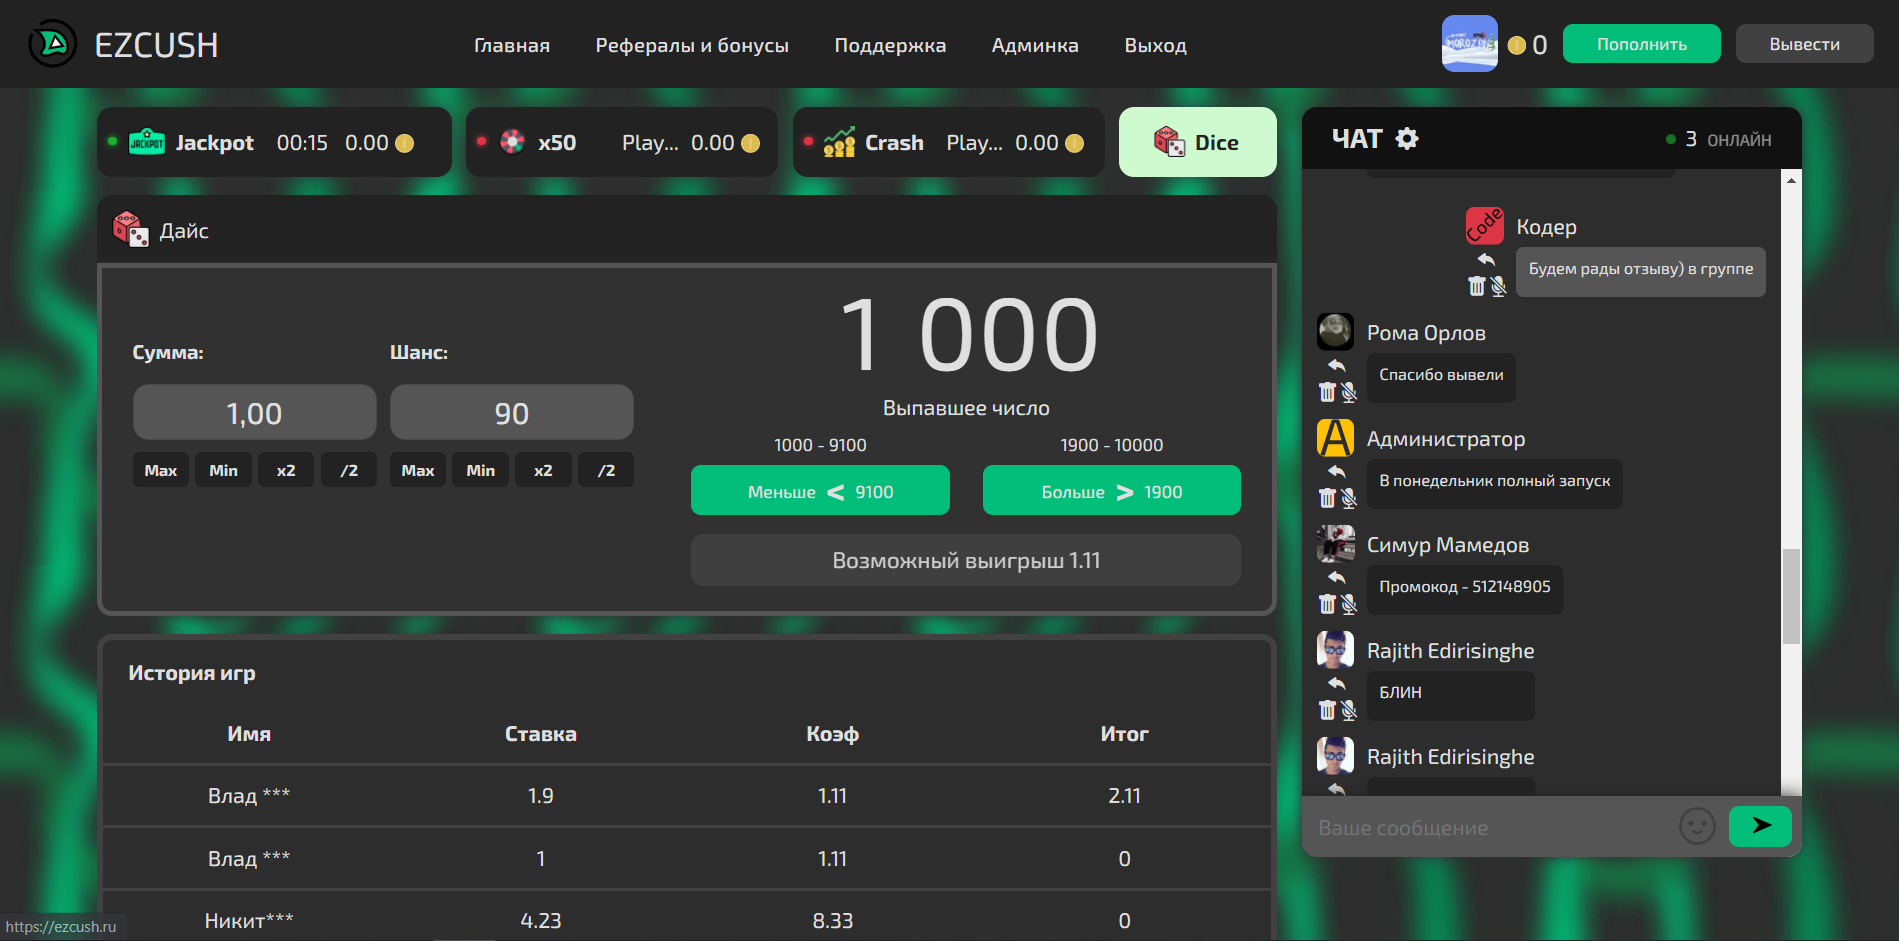 EZCUSH
Главная
Рефералы и бонусы
Поддержка
Админка
Выход
0
Пополнить
Вывести
JACKPOT
Jackpot 00:15 0.00
x50 Play... 0.00
Crash Play... 0.00
Dice
Дайс
Сумма:
1,00
Max Min x2 /2
Шанс:
90
Max Min x2 /2
1 000
Выпавшее число
1000 - 9100
Меньше < 9100
1900 - 10000
Больше > 1900
Возможный выигрыш 1.11
История игр
Имя Ставка Коэф Итог
Влад *** 1.9 1.11 2.11
Влад *** 1 1.11 0
Никит*** 4.23 8.33 0
https://ezcush.ru
ЧАТ
3 ОНЛАЙН
Code
Кодер
Будем рады отзыву) в группе
Рома Орлов
Спасибо вывели
A
Администратор
В понедельник полный запуск
Симур Мамедов
Промокод - 512148905
Rajith Edirisinghe
БЛИН
Rajith Edirisinghe
Ваше сообщение